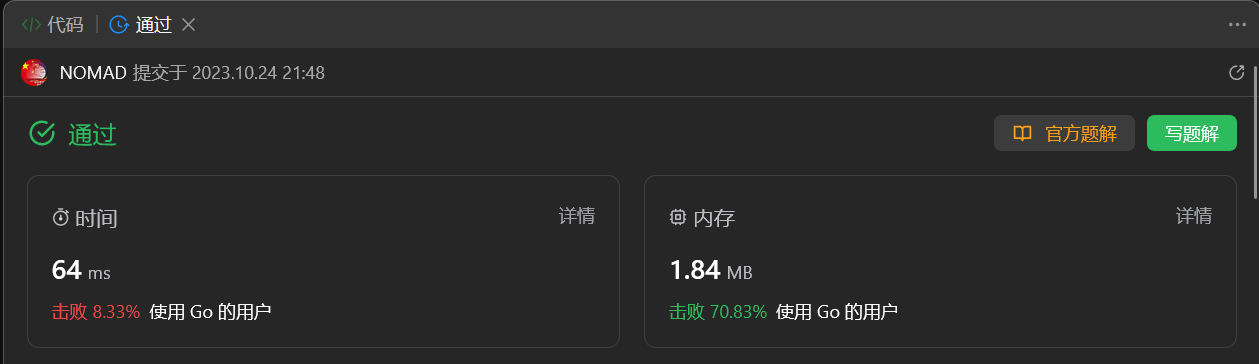 代码 通过
NOMAD 提交于 2023.10.24 21:48
通过 官方题解 写题解
时间 详情
64 ms
击败 8.33% 使用 Go 的用户
内存 详情
1.84 MB
击败 70.83% 使用 Go 的用户